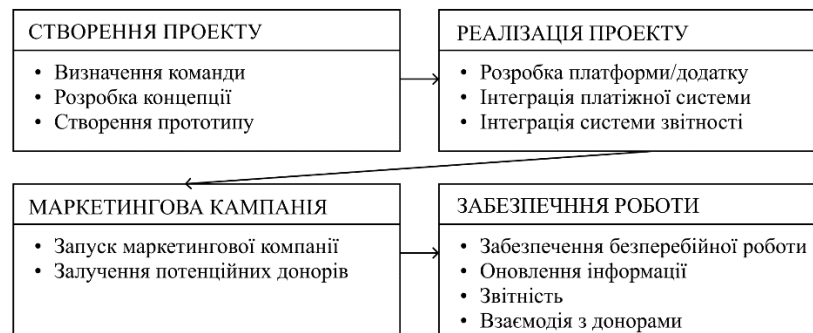 СТВОРЕННЯ ПРОЕКТУ
• Визначення команди
• Розробка концепції
• Створення прототипу
РЕАЛІЗАЦІЯ ПРОЕКТУ
• Розробка платформи/додатку
• Інтеграція платіжної системи
• Інтеграція системи звітності
МАРКЕТИНГОВА КАМПАНІЯ
• Запуск маркетингової компанії
• Залучення потенційних донорів
ЗАБЕЗПЕЧННЯ РОБОТИ
• Забезпечення безперебійної роботи
• Оновлення інформації
• Звітність
• Взаємодія з донорами